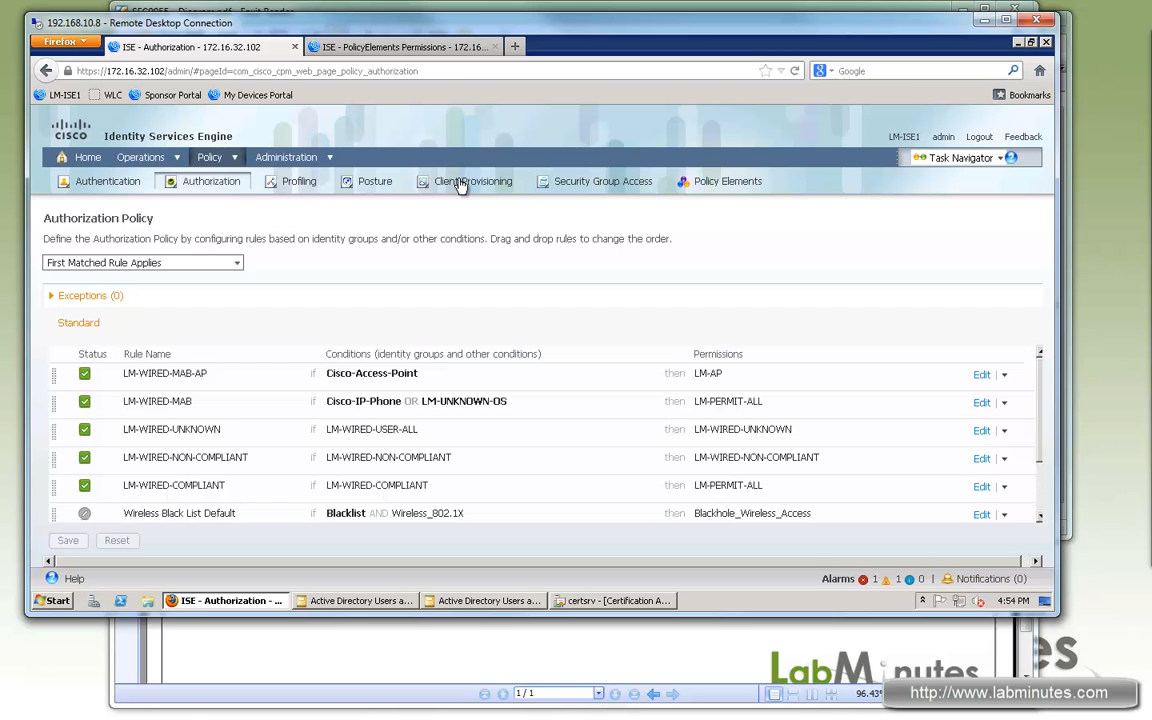 192.168.10.8 - Remote Desktop Connection
Firefox
ISE - Authorization - 172.16.32.102
ISE - PolicyElements Permissions - 172.16...
https://172.16.32.102/admin/#pageId=com_cisco_cpm_web_page_policy_authorization
Google
LM-ISE1 WLC Sponsor Portal My Devices Portal Bookmarks
CISCO Identity Services Engine
LM-ISE1 admin Logout Feedback
Home Operations Policy Administration Task Navigator
Authentication Authorization Profiling Posture Client Provisioning Security Group Access Policy Elements
Authorization Policy
Define the Authorization Policy by configuring rules based on identity groups and/or other conditions. Drag and drop rules to change the order.
First Matched Rule Applies
Exceptions (0)
Standard
Status Rule Name Conditions (identity groups and other conditions) Permissions
LM-WIRED-MAB-AP if Cisco-Access-Point then LM-AP Edit
LM-WIRED-MAB if Cisco-IP-Phone OR LM-UNKNOWN-OS then LM-PERMIT-ALL Edit
LM-WIRED-UNKNOWN if LM-WIRED-USER-ALL then LM-WIRED-UNKNOWN Edit
LM-WIRED-NON-COMPLIANT if LM-WIRED-NON-COMPLIANT then LM-WIRED-NON-COMPLIANT Edit
LM-WIRED-COMPLIANT if LM-WIRED-COMPLIANT then LM-PERMIT-ALL Edit
Wireless Black List Default if Blacklist AND Wireless_802.1X then Blackhole_Wireless_Access Edit
Save Reset
Help Alarms 1 1 0 Notifications (0)
Start ISE - Authorization - ... Active Directory Users a... Active Directory Users a... certsrv - [Certification A... 4:54 PM
LabMinutes
1 / 1
96.43%
http://www.labminutes.com